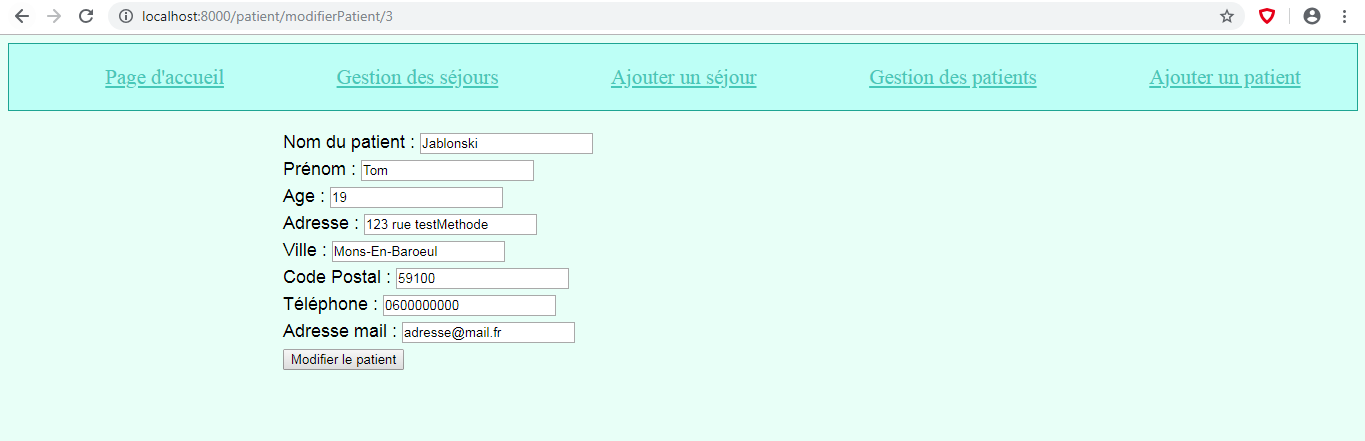 localhost:8000/patient/modifierPatient/3
Page d'accueil Gestion des séjours Ajouter un séjour Gestion des patients Ajouter un patient
Nom du patient : Jablonski
Prénom : Tom
Age : 19
Adresse : 123 rue testMethode
Ville : Mons-En-Baroeul
Code Postal : 59100
Téléphone : 0600000000
Adresse mail : adresse@mail.fr
Modifier le patient